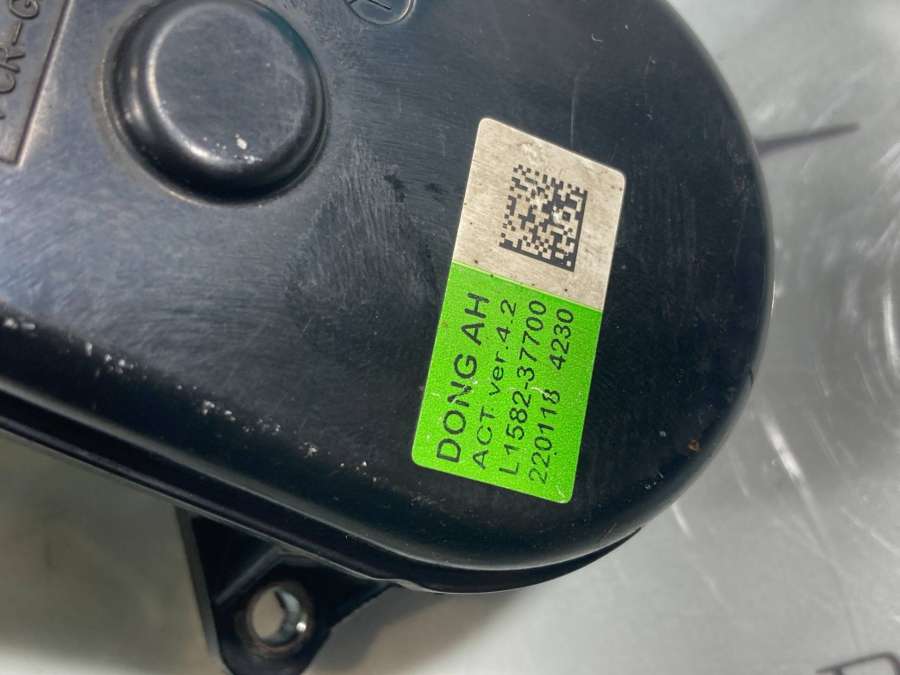 DONG AH
ACT ver.4.2
L1582-37700
220118 4230